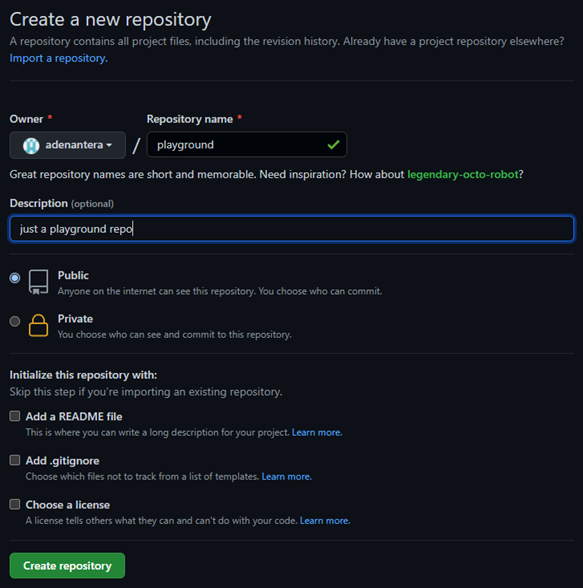 Create a new repository
A repository contains all project files, including the revision history. Already have a project repository elsewhere?
Import a repository.
Owner * Repository name *
adenantera / playground
Great repository names are short and memorable. Need inspiration? How about legendary-octo-robot?
Description (optional)
just a playground repo
Public
Anyone on the internet can see this repository. You choose who can commit.
Private
You choose who can see and commit to this repository.
Initialize this repository with:
Skip this step if you're importing an existing repository.
Add a README file
This is where you can write a long description for your project. Learn more.
Add .gitignore
Choose which files not to track from a list of templates. Learn more.
Choose a license
A license tells others what they can and can't do with your code. Learn more.
Create repository